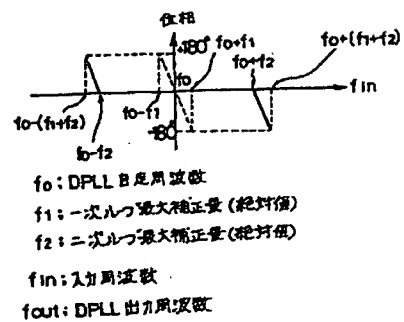 位相
+180°
fo+f1
fo
fo+f2
fo+(f1+f2)
fin
fo-(f1+f2)
fo-f2
fo-f1
-180°
fo;DPLL自走周波数
f1;一次ループ最大補正量(絶対値)
f2;二次ループ最大補正量(絶対値)
fin;入力周波数
fout;DPLL出力周波数